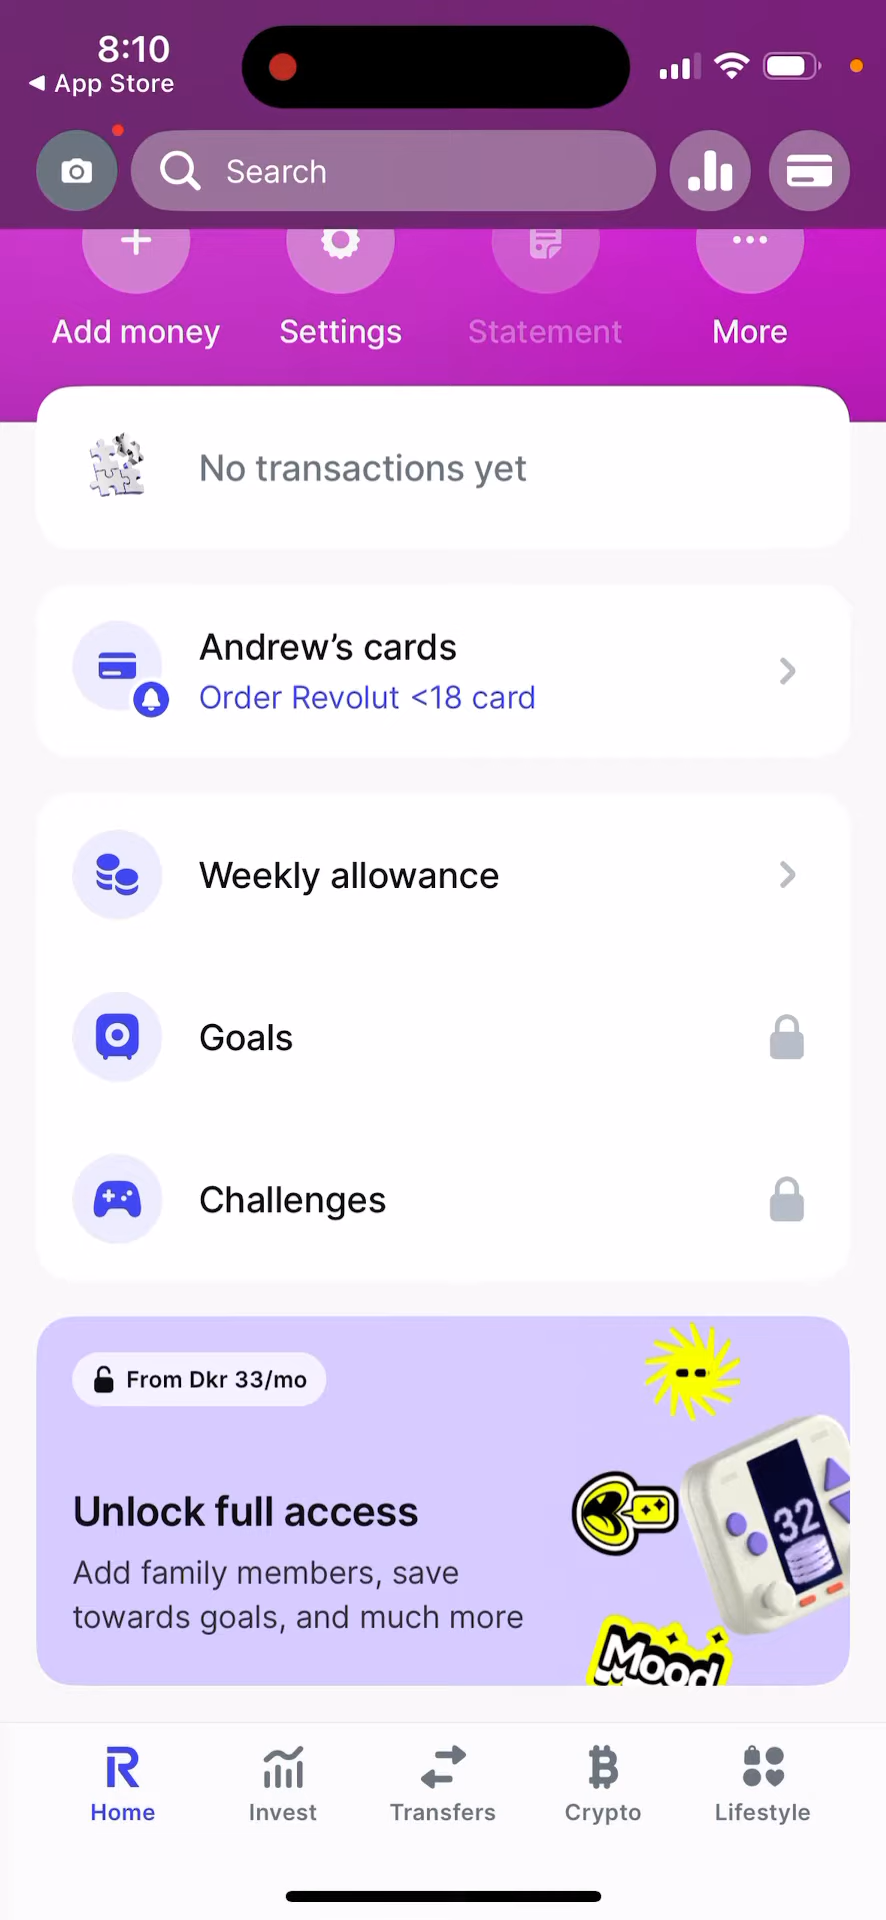 8:10
App Store
Search
Add money
Settings
Statement
More
No transactions yet
Andrew's cards
Order Revolut <18 card
Weekly allowance
Goals
Challenges
From Dkr 33/mo
Unlock full access
Add family members, save
towards goals, and much more
32
Mood
Home
Invest
Transfers
Crypto
Lifestyle